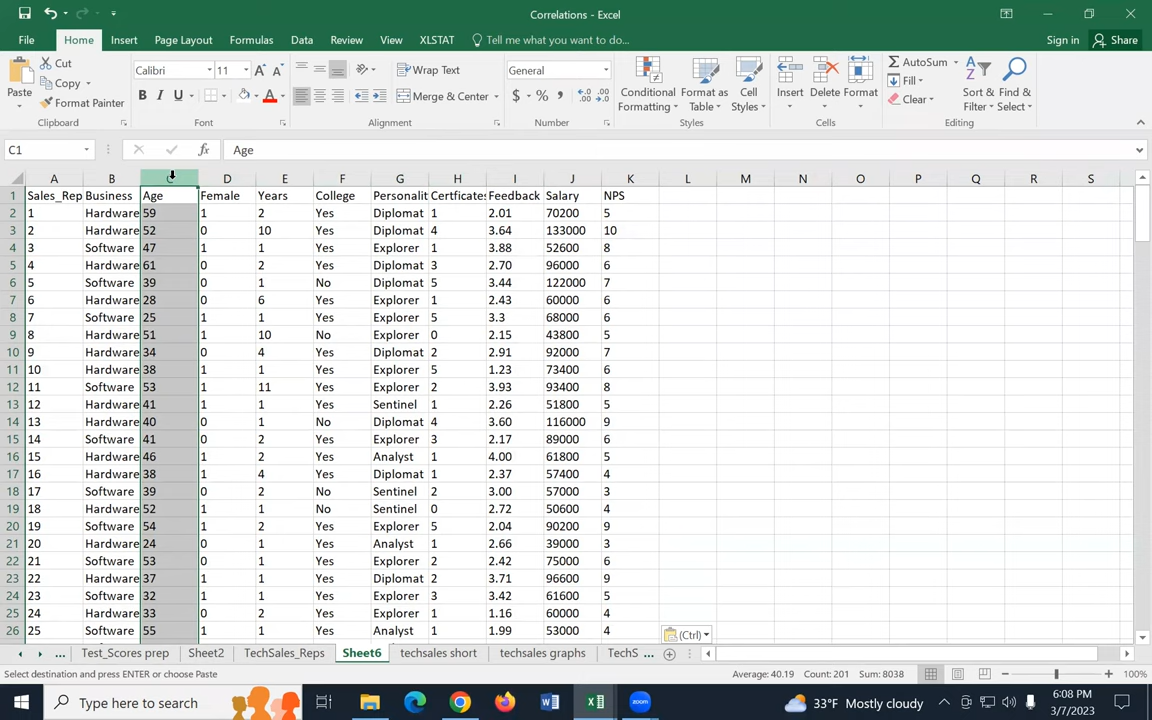 Correlations - Excel
File Home Insert Page Layout Formulas Data Review View XLSTAT Tell me what you want to do... Sign in Share
Paste Cut Copy Format Painter Clipboard
Calibri 11 B I U A A A Font
Wrap Text Merge & Center Alignment
General $ % , Number
Conditional Formatting Format as Table Cell Styles Styles
Insert Delete Format Cells
AutoSum Fill Clear Sort & Filter Find & Select Editing
C1 fx Age
A B C D E F G H I J K L M N O P Q R S
1 Sales_Rep Business Age Female Years College Personalit Certficates Feedback Salary NPS
2 1 Hardware 59 1 2 Yes Diplomat 1 2.01 70200 5
3 2 Hardware 52 0 10 Yes Diplomat 4 3.64 133000 10
4 3 Software 47 1 1 Yes Explorer 1 3.88 52600 8
5 4 Hardware 61 0 2 Yes Diplomat 3 2.70 96000 6
6 5 Software 39 0 1 No Diplomat 5 3.44 122000 7
7 6 Hardware 28 0 6 Yes Explorer 1 2.43 60000 6
8 7 Software 25 1 1 Yes Explorer 5 3.3 68000 6
9 8 Hardware 51 1 10 No Explorer 0 2.15 43800 5
10 9 Hardware 34 0 4 Yes Diplomat 2 2.91 92000 7
11 10 Hardware 38 1 1 Yes Explorer 5 1.23 73400 6
12 11 Software 53 1 11 Yes Explorer 2 3.93 93400 8
13 12 Hardware 41 1 1 Yes Sentinel 1 2.26 51800 5
14 13 Hardware 40 0 1 No Diplomat 4 3.60 116000 9
15 14 Software 41 0 2 Yes Explorer 3 2.17 89000 6
16 15 Hardware 46 1 2 Yes Analyst 1 4.00 61800 5
17 16 Hardware 38 1 4 Yes Diplomat 1 2.37 57400 4
18 17 Software 39 0 2 No Sentinel 2 3.00 57000 3
19 18 Hardware 52 1 1 No Sentinel 0 2.72 50600 4
20 19 Software 54 1 2 Yes Explorer 5 2.04 90200 9
21 20 Hardware 24 0 1 Yes Analyst 1 2.66 39000 3
22 21 Software 53 0 1 Yes Explorer 2 2.42 75000 6
23 22 Hardware 37 1 1 Yes Diplomat 2 3.71 96600 9
24 23 Software 32 1 1 Yes Explorer 3 3.42 61600 5
25 24 Hardware 33 0 2 Yes Explorer 1 1.16 60000 4
26 25 Software 55 1 1 Yes Analyst 1 1.99 53000 4
(Ctrl)
... Test_Scores prep Sheet2 TechSales_Reps Sheet6 techsales short techsales graphs TechS ...
Select destination and press ENTER or choose Paste Average: 40.19 Count: 201 Sum: 8038 100%
Type here to search W X zoom 33°F Mostly cloudy 6:08 PM
3/7/2023